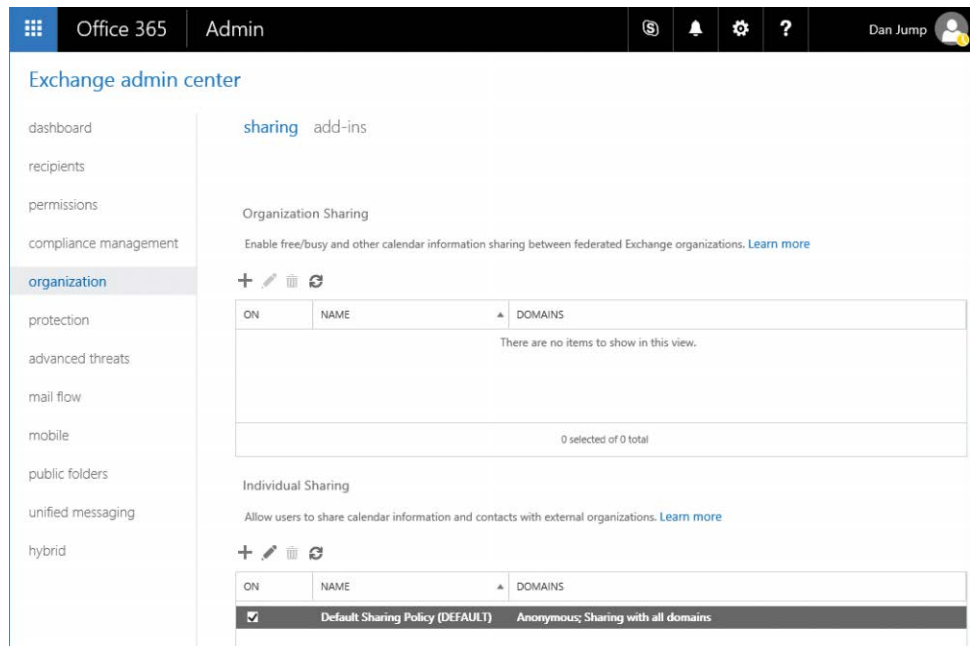 Office 365 Admin Dan Jump
Exchange admin center
dashboard
recipients
permissions
compliance management
organization
protection
advanced threats
mail flow
mobile
public folders
unified messaging
hybrid
sharing add-ins
Organization Sharing
Enable free/busy and other calendar information sharing between federated Exchange organizations. Learn more
ON NAME DOMAINS
There are no items to show in this view.
0 selected of 0 total
Individual Sharing
Allow users to share calendar information and contacts with external organizations. Learn more
ON NAME DOMAINS
Default Sharing Policy (DEFAULT) Anonymous; Sharing with all domains